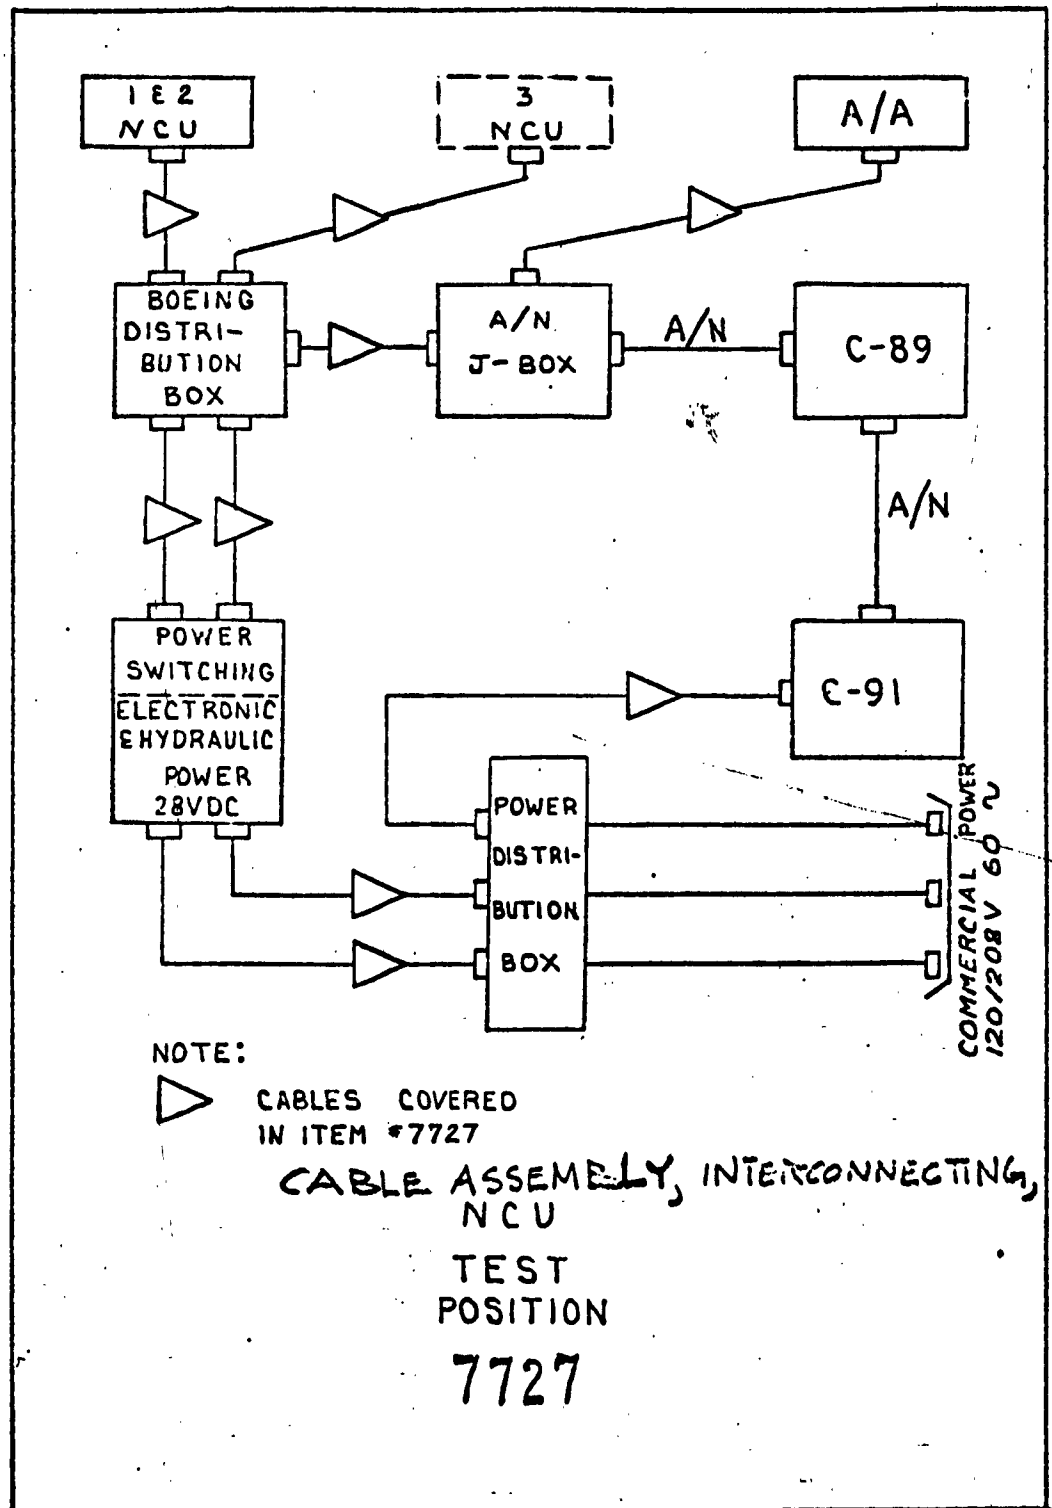 1 & 2
NCU
3
NCU
A/A
BOEING
DISTRI-
BUTION
BOX
A/N
J-BOX
A/N
C-89
A/N
POWER
SWITCHING
ELECTRONIC
& HYDRAULIC
POWER
28VDC
C-91
POWER
DISTRI-
BUTION
BOX
COMMERCIAL POWER
120/208V 60 ~
NOTE:
CABLES COVERED
IN ITEM #7727
CABLE ASSEMBLY, INTERCONNECTING,
NCU
TEST
POSITION
7727